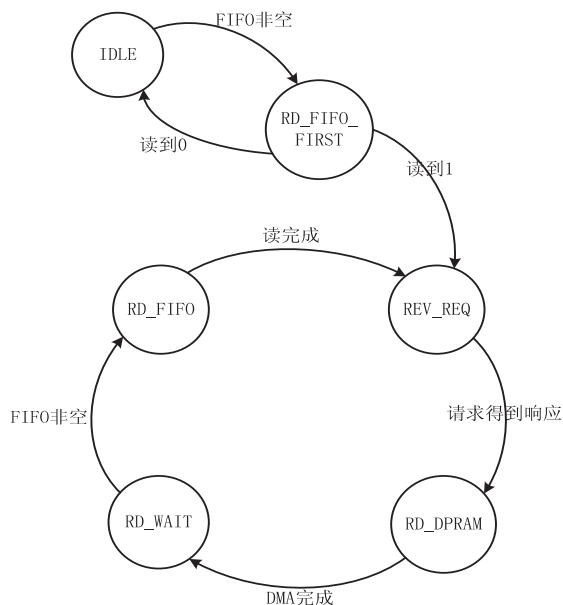 FIFO非空
IDLE
RD_FIFO_
FIRST
读到0
读到1
读完成
RD_FIFO
REV_REQ
FIFO非空
请求得到响应
RD_WAIT
RD_DPRAM
DMA完成